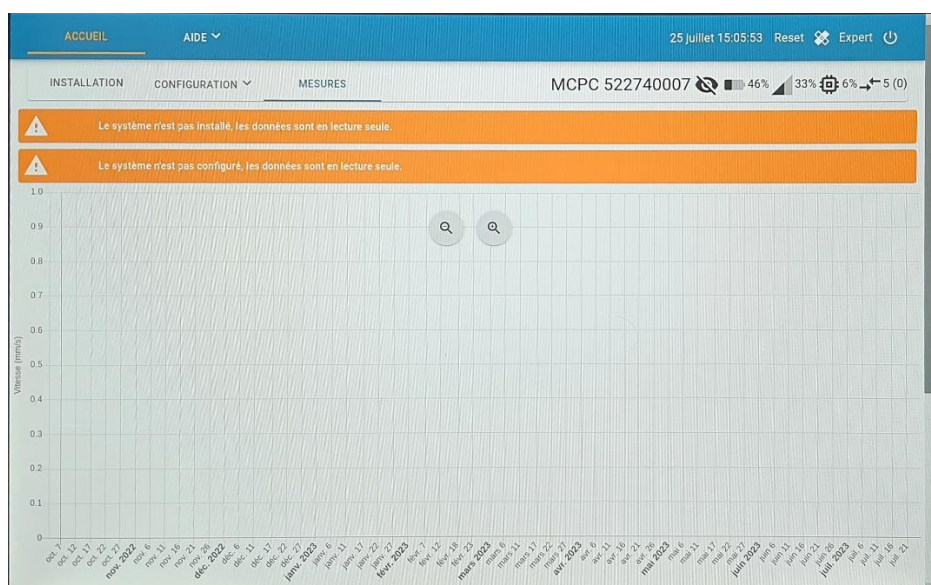 ACCUEIL AIDE 25 juillet 15:05:53 Reset Expert
INSTALLATION CONFIGURATION MESURES MCPC 522740007 46% 33% 6% 5 (0)
Le système n'est pas installé, les données sont en lecture seule.
Le système n'est pas configuré, les données sont en lecture seule.
1.0
0.9
0.8
0.7
0.6
0.5
0.4
0.3
0.2
0.1
0
Vitesse (mm/s)
oct. 7 oct. 12 oct. 17 oct. 22 oct. 27 nov. 2022 nov. 6 nov. 11 nov. 16 nov. 21 nov. 26 déc. 2022 déc. 6 déc. 11 déc. 17 déc. 22 déc. 27 janv. 2023 janv. 6 janv. 11 janv. 17 janv. 22 janv. 27 févr. 2023 févr. 7 févr. 12 févr. 18 févr. 23 mars 2023 mars 6 mars 11 mars 17 mars 22 mars 27 avr. 2023 avr. 6 avr. 11 avr. 16 avr. 21 avr. 26 mai 2023 mai 6 mai 11 mai 17 mai 22 mai 27 juin 2023 juin 6 juin 11 juin 16 juin 21 juin 26 juil. 2023 juil. 6 juil. 11 juil. 16 juil. 21